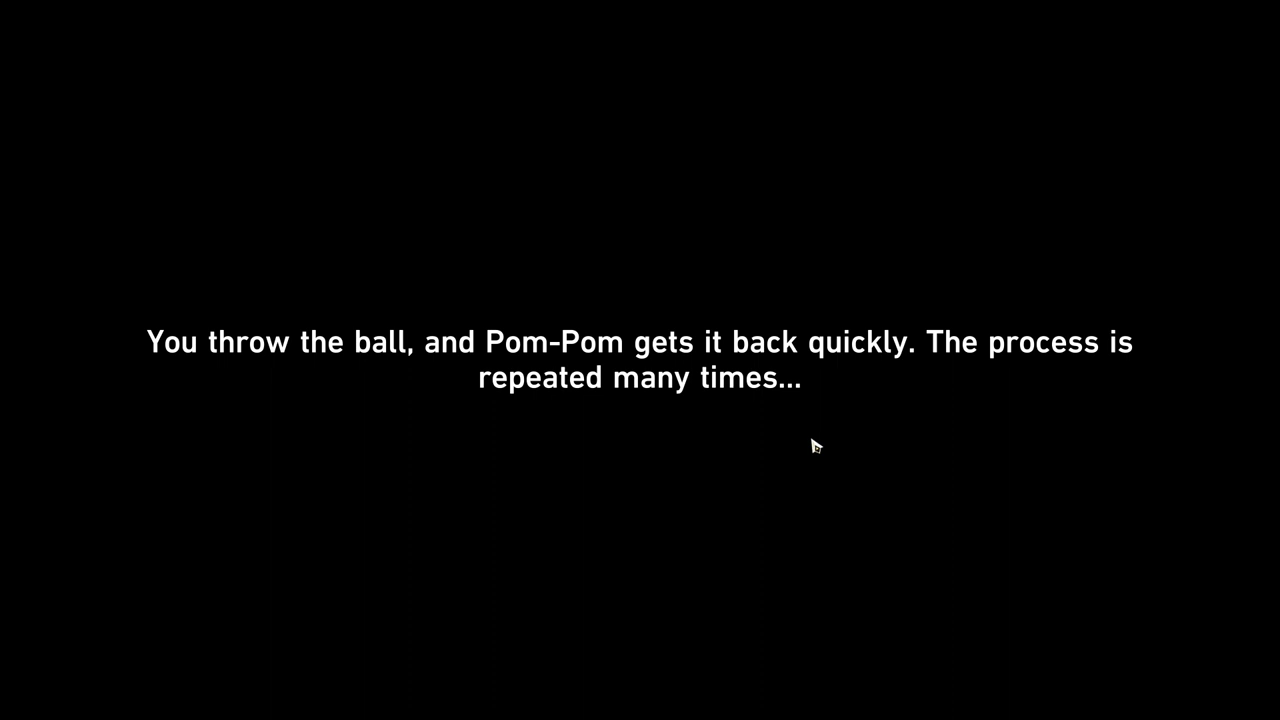 You throw the ball, and Pom-Pom gets it back quickly. The process is
repeated many times...